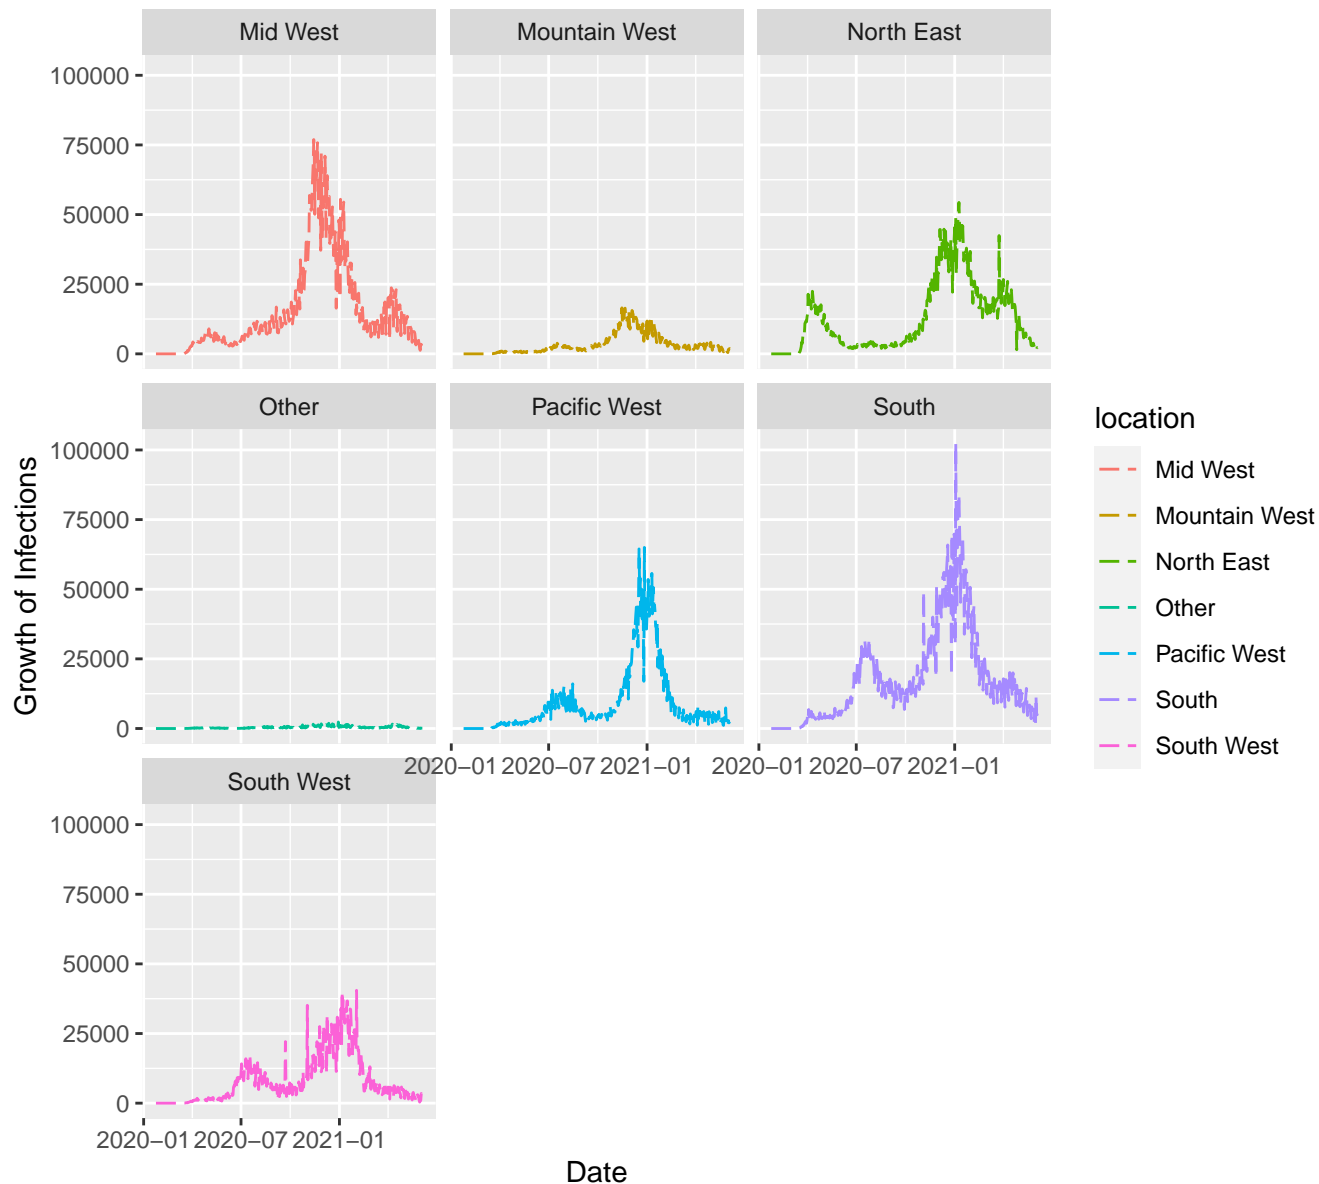 Mid West
Mountain West
North East
100000
75000
50000
25000
0
Other
Pacific West
South
100000
75000
50000
25000
0
2020−01 2020−07 2021−01
2020−01 2020−07 2021−01
South West
100000
75000
50000
25000
0
2020−01 2020−07 2021−01
Growth of Infections
Date
location
Mid West
Mountain West
North East
Other
Pacific West
South
South West